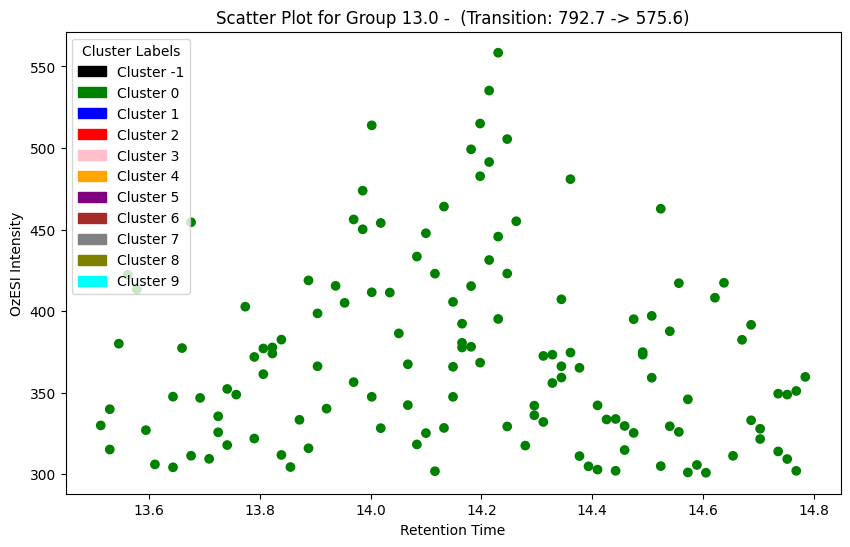 Scatter Plot for Group 13.0 -  (Transition: 792.7 -> 575.6)
Cluster Labels
Cluster -1
Cluster 0
Cluster 1
Cluster 2
Cluster 3
Cluster 4
Cluster 5
Cluster 6
Cluster 7
Cluster 8
Cluster 9
OzESI Intensity
550
500
450
400
350
300
13.6 13.8 14.0 14.2 14.4 14.6 14.8
Retention Time